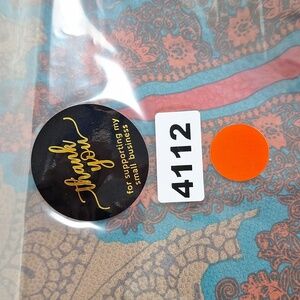 thank
you
for supporting my
small business
4112